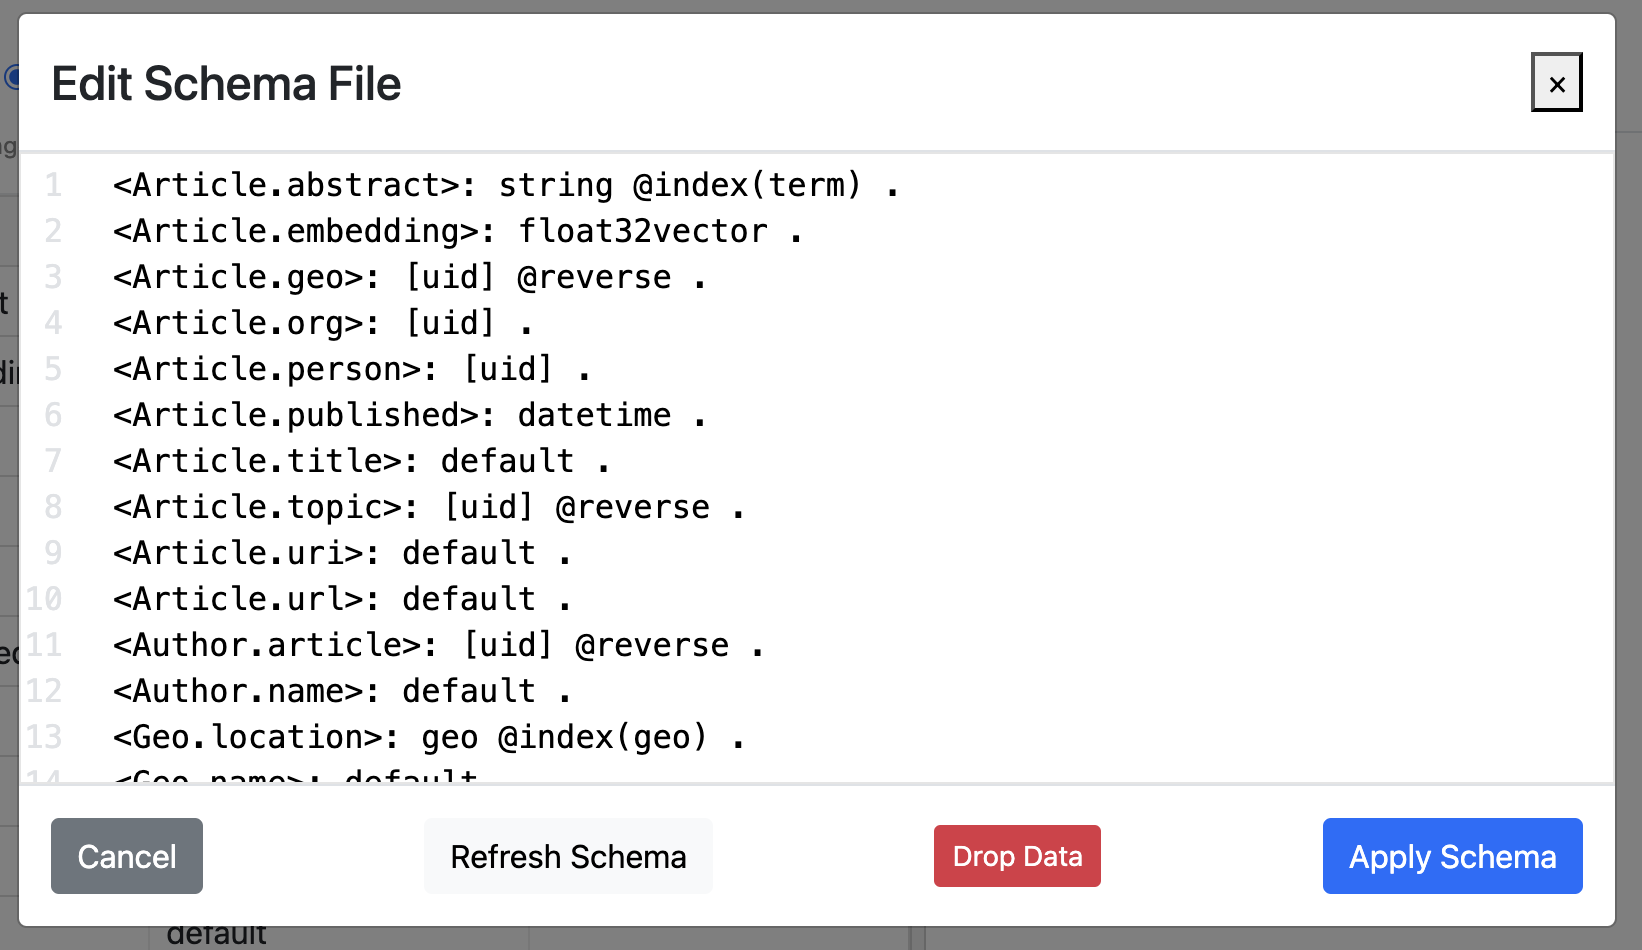 Edit Schema File
×
1 <Article.abstract>: string @index(term) .
2 <Article.embedding>: float32vector .
3 <Article.geo>: [uid] @reverse .
4 <Article.org>: [uid] .
5 <Article.person>: [uid] .
6 <Article.published>: datetime .
7 <Article.title>: default .
8 <Article.topic>: [uid] @reverse .
9 <Article.uri>: default .
10 <Article.url>: default .
11 <Author.article>: [uid] @reverse .
12 <Author.name>: default .
13 <Geo.location>: geo @index(geo) .
14 <Geo.name>: default
Cancel
Refresh Schema
Drop Data
Apply Schema
default